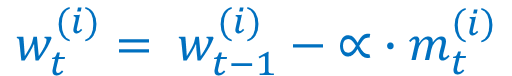 w_t^{(i)} = w_{t-1}^{(i)} − ∝ · m_t^{(i)}